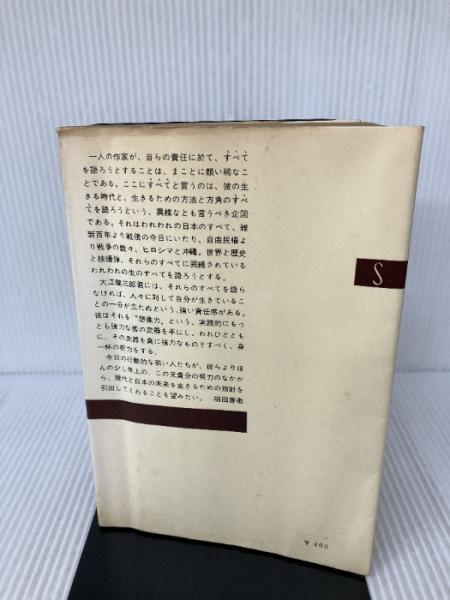 一人の作家が、自らの責任に於て、すべて
を語ろうとすることは、まことに類い稀なこ
とである。ここにすべてと言うのは、彼の生
きる時代と、生きるための方法と方角のすべ
てを語ろうという、異様なとも言うべき企図
である。それはわれわれの日本のすべて、維
新百年より戦後の今日にいたり、自由民権よ
り戦争の数々、ヒロシマと沖縄、世界と歴史
と核爆弾、それらのすべてに囲繞されている
われわれの生のすべてを語ろうとする。
大江健三郎君には、それらのすべてを語ら
なければ、人々に対して自分が生きているこ
との一分が立たぬという、強い責任感がある。
彼はそれを“想像力”という、実践的にもっ
とも強力な善の武器を手にし、われひととも
に、その武器を真に強力なものとすべく、身
一杯の努力をする。
今日の行動的な若い人たちが、彼らよりほ
んの少し年上の、この兄貴分の努力のなかか
ら、現代と日本の未来を生きるための指針を
引出してくれることを望みたい。 堀田善衞
S
¥ 460